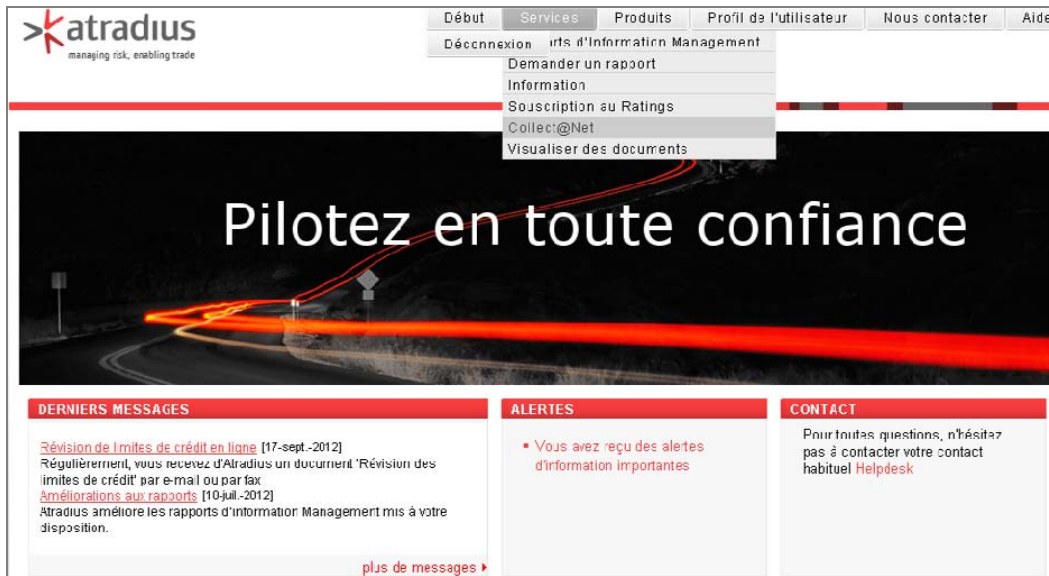 atradius
managing risk, enabling trade
Début Services Produits Profil de l'utilisateur Nous contacter Aide
Déconnexion rts d'Information Management
Demander un rapport
Information
Souscription au Ratings
Collect@Net
Visualiser des documents
Pilotez en toute confiance
DERNIERS MESSAGES
Révision de limites de crédit en ligne [17-sept.-2012]
Régulièrement, vous recevez d'Atradius un document 'Révision des
limites de crédit' par e-mail ou par fax
Améliorations aux rapports [10-juil.-2012]
Atradius améliore les rapports d'information Management mis à votre
disposition.
plus de messages
ALERTES
Vous avez reçu des alertes
d'information importantes
CONTACT
Pour toutes questions, n'hésitez
pas à contacter votre contact
habituel Helpdesk